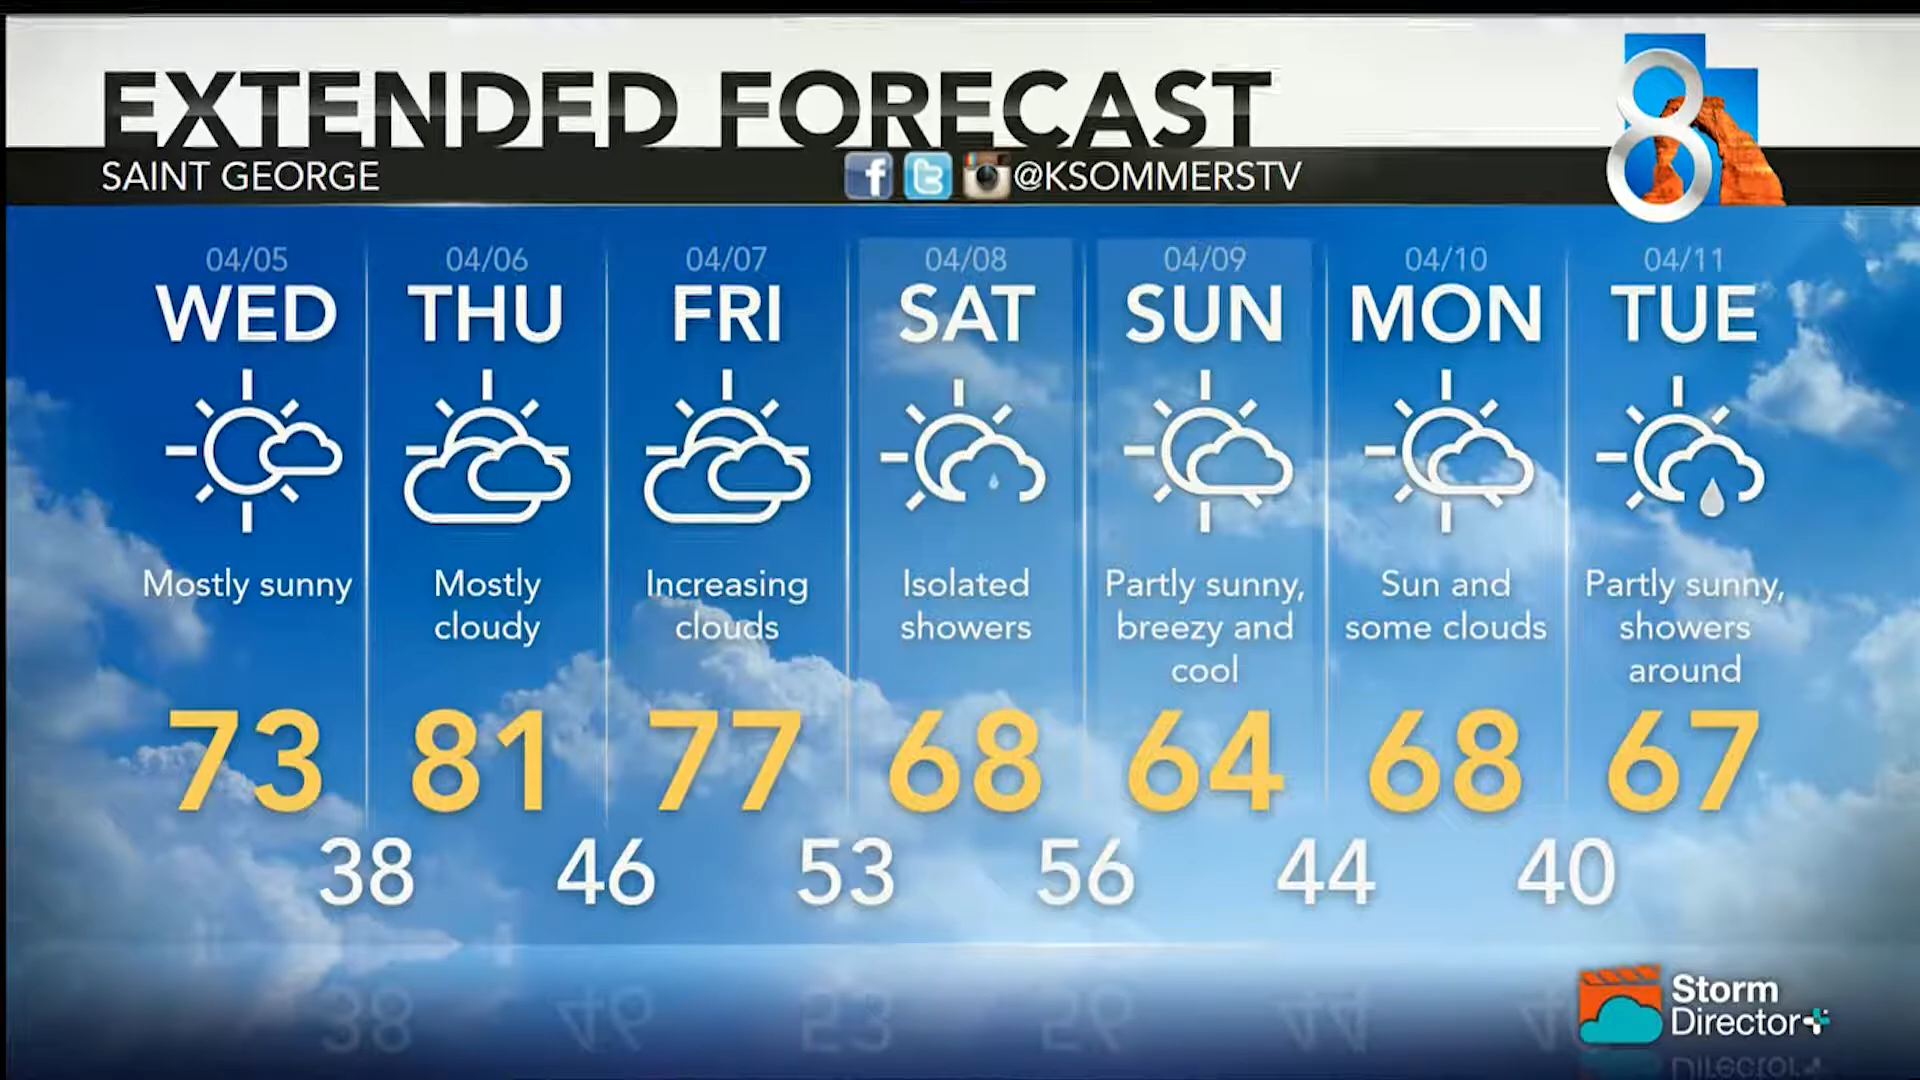 EXTENDED FORECAST
8
SAINT GEORGE
f t @KSOMMERSTV
04/05 04/06 04/07 04/08 04/09 04/10 04/11
WED THU FRI SAT SUN MON TUE
Mostly sunny
Mostly
cloudy
Increasing
clouds
Isolated
showers
Partly sunny,
breezy and
cool
Sun and
some clouds
Partly sunny,
showers
around
73 81 77 68 64 68 67
38 46 53 56 44 40
Storm
Director+